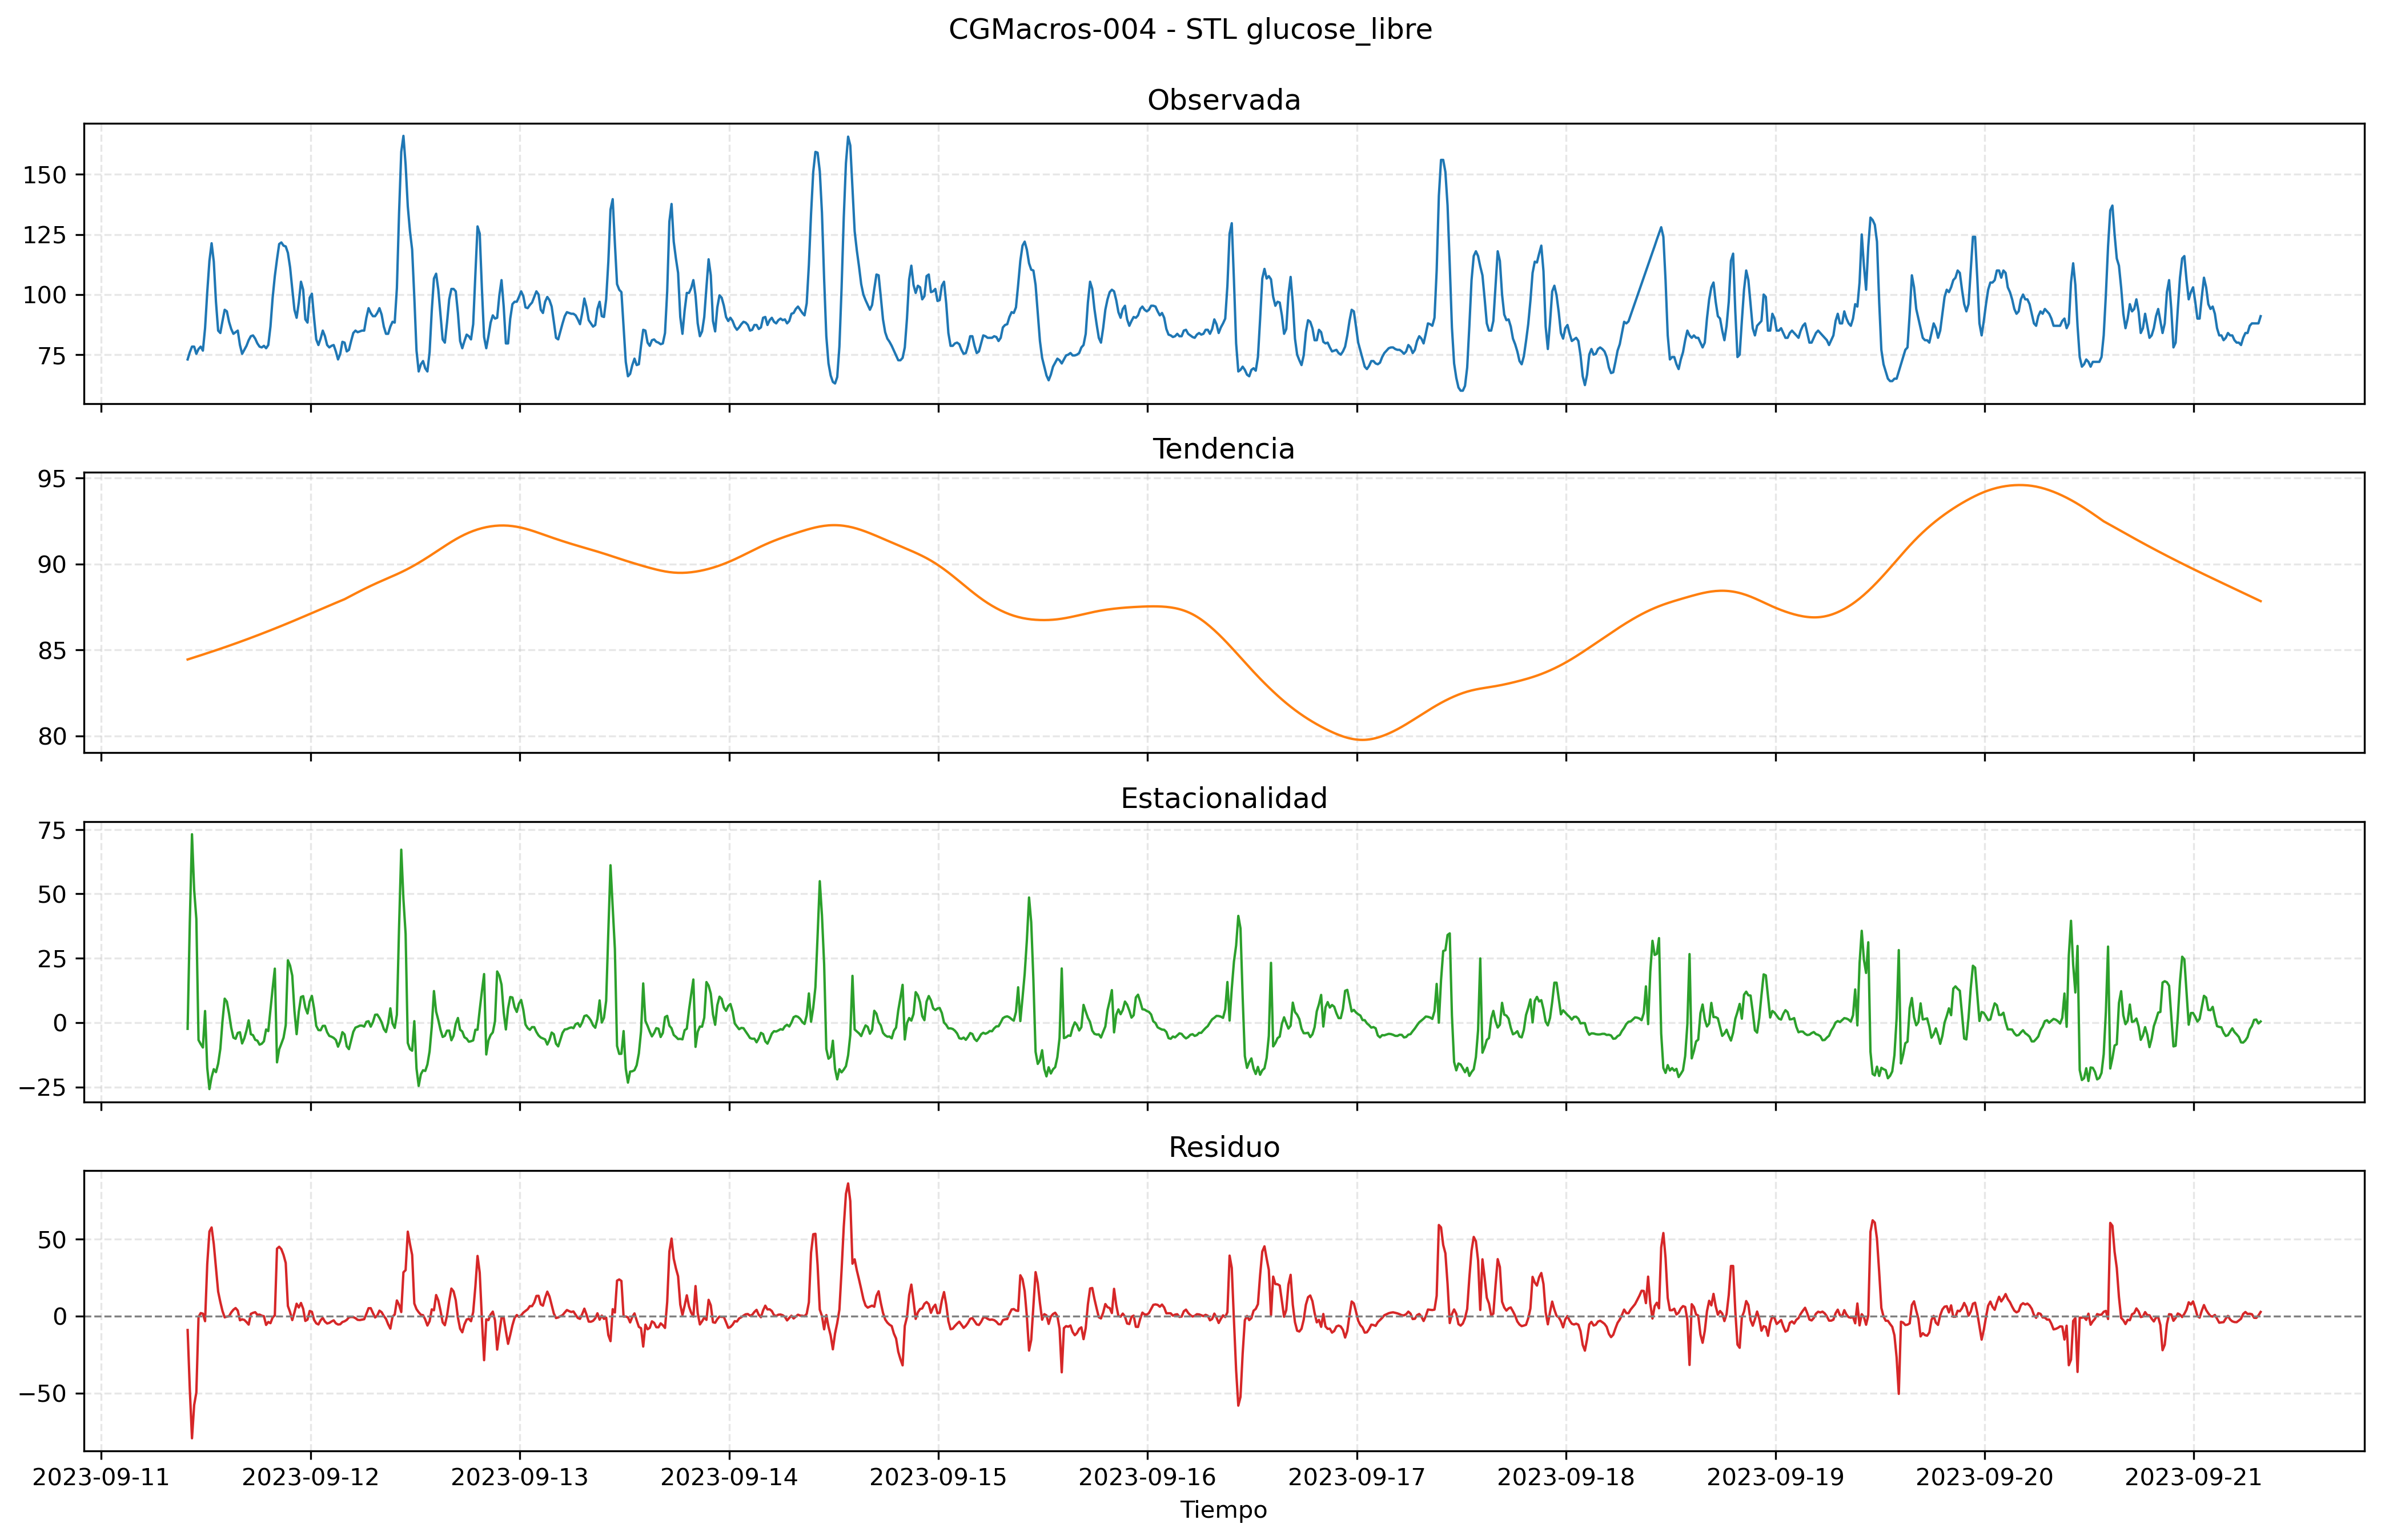 CGMacros-004 - STL glucose_libre
Observada
150
125
100
75
Tendencia
95
90
85
80
Estacionalidad
75
50
25
0
−25
Residuo
50
0
−50
2023-09-11 2023-09-12 2023-09-13 2023-09-14 2023-09-15 2023-09-16 2023-09-17 2023-09-18 2023-09-19 2023-09-20 2023-09-21
Tiempo